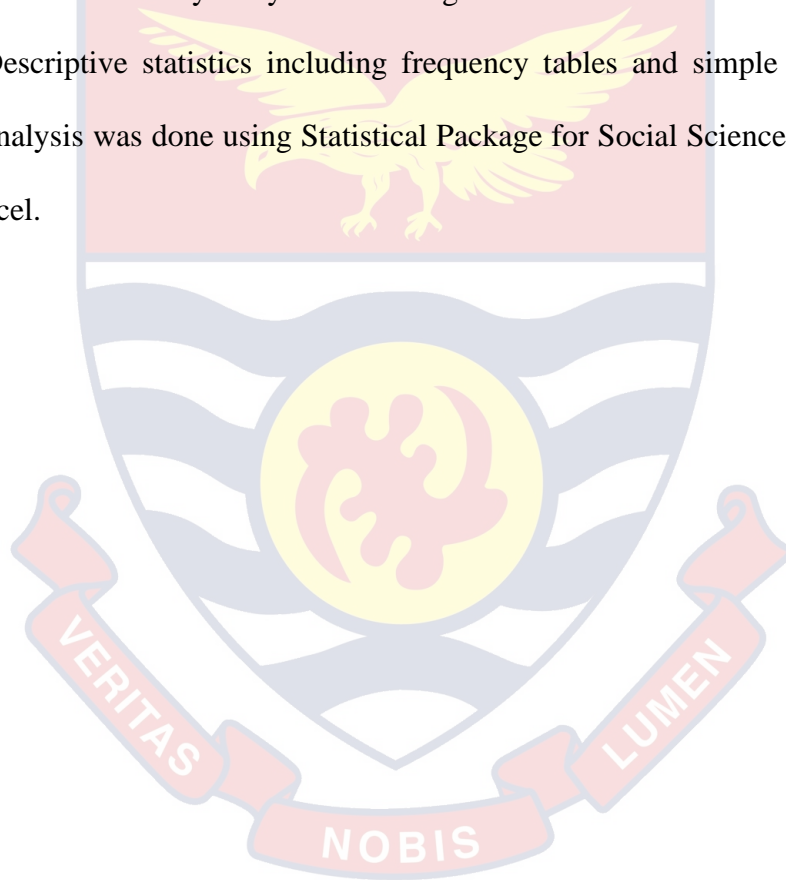 Descriptive statistics including frequency tables and simple
nalysis was done using Statistical Package for Social Science
cel.
VERITAS
NOBIS
LUMEN